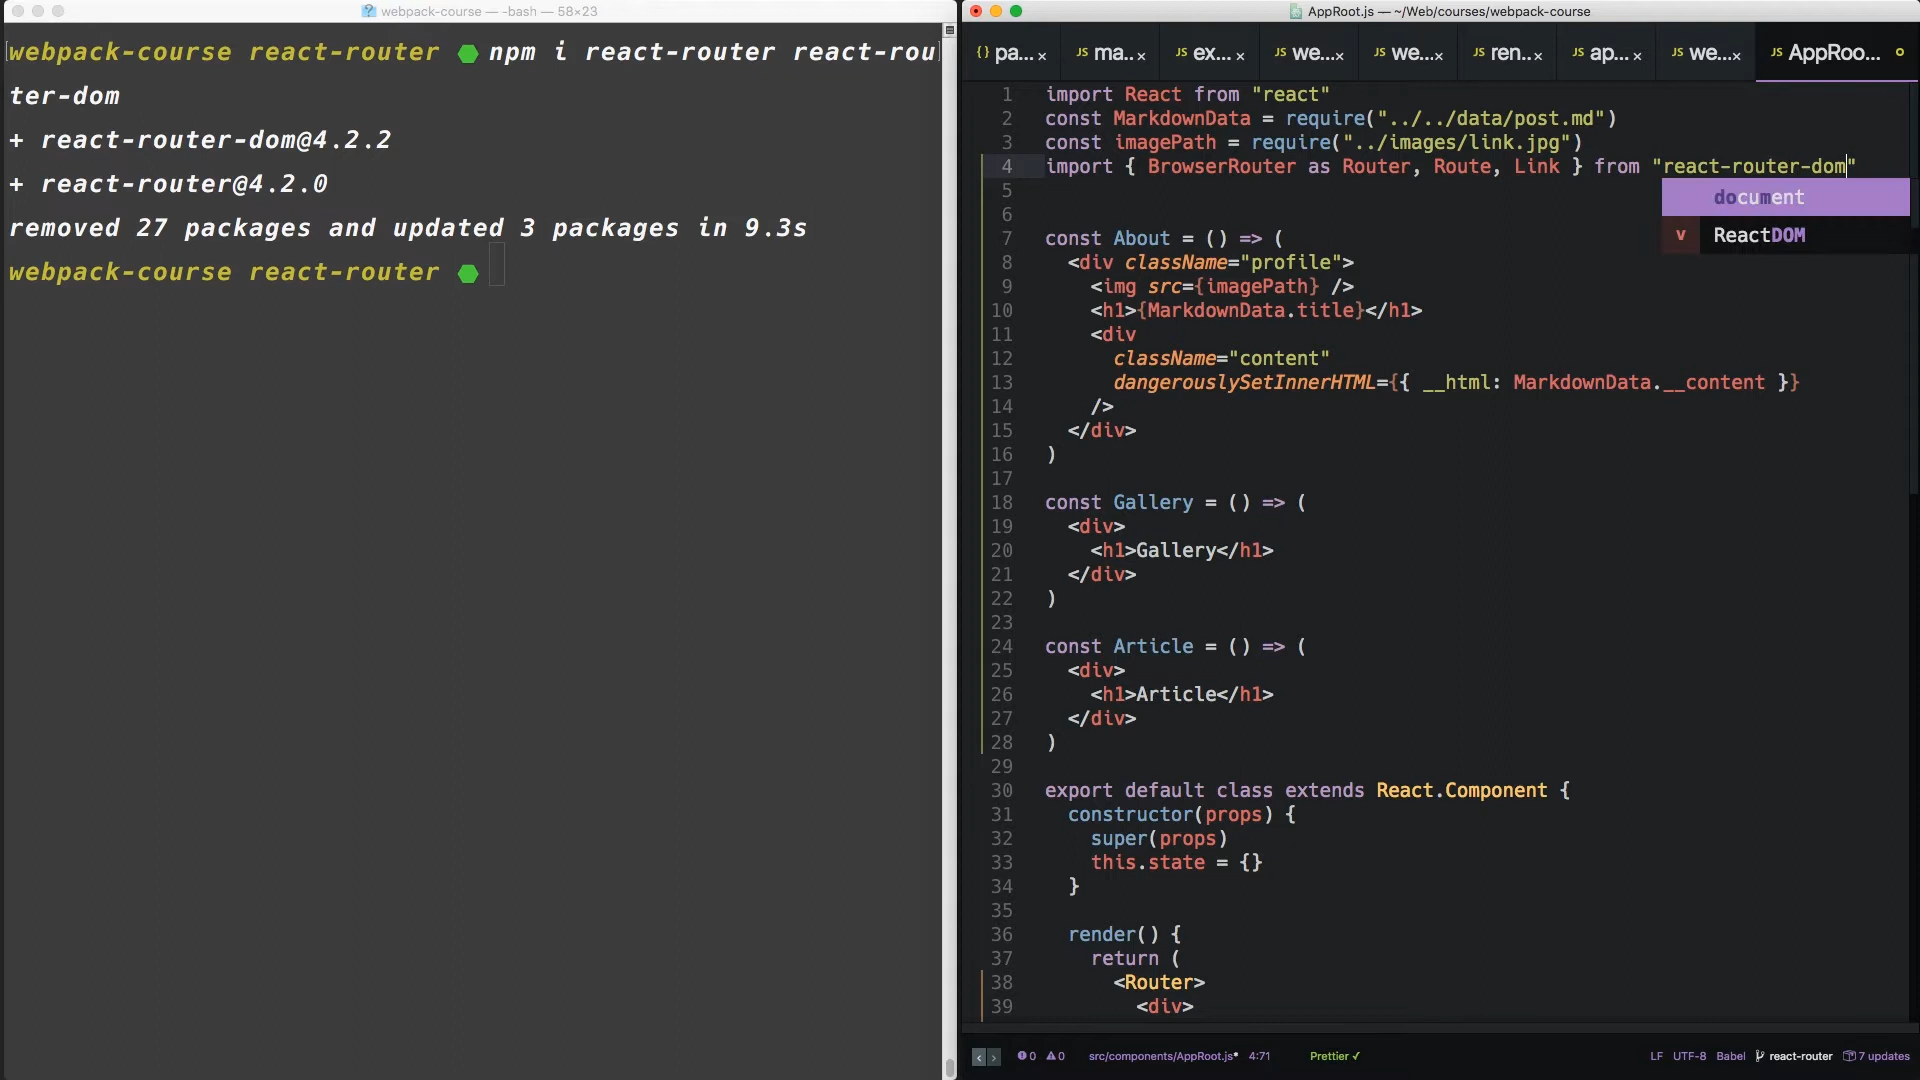 webpack-course — -bash — 58×23
webpack-course react-router npm i react-router react-rou
ter-dom
+ react-router-dom@4.2.2
+ react-router@4.2.0
removed 27 packages and updated 3 packages in 9.3s
webpack-course react-router
AppRoot.js — ~/Web/courses/webpack-course
{} pa...× JS ma..× JS ex...× JS we...× JS we...× JS ren..× JS ap...× JS we...× JS AppRoo...
1 import React from "react"
2 const MarkdownData = require("../../data/post.md")
3 const imagePath = require("../images/link.jpg")
4 import { BrowserRouter as Router, Route, Link } from "react-router-dom"
document
v ReactDOM
5
6
7 const About = () => (
8   <div className="profile">
9     <img src={imagePath} />
10     <h1>{MarkdownData.title}</h1>
11     <div
12       className="content"
13       dangerouslySetInnerHTML={{ __html: MarkdownData.__content }}
14     />
15   </div>
16 )
17
18 const Gallery = () => (
19   <div>
20     <h1>Gallery</h1>
21   </div>
22 )
23
24 const Article = () => (
25   <div>
26     <h1>Article</h1>
27   </div>
28 )
29
30 export default class extends React.Component {
31   constructor(props) {
32     super(props)
33     this.state = {}
34   }
35
36   render() {
37     return (
38       <Router>
39         <div>
0 0 src/components/AppRoot.js* 4:71 Prettier ✓ LF UTF-8 Babel react-router 7 updates